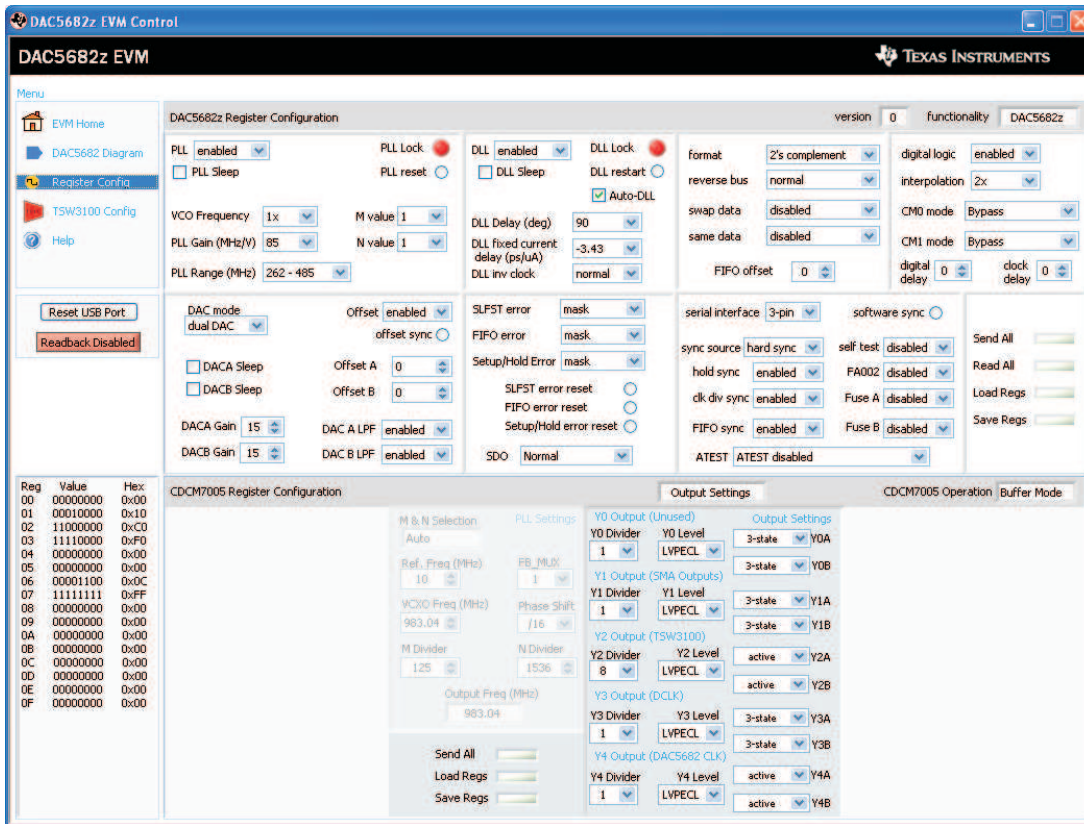 DAC5682z EVM Control
DAC5682z EVM
TEXAS INSTRUMENTS
Menu
EVM Home
DAC5682 Diagram
Register Config
TSW3100 Config
Help
Reset USB Port
Readback Disabled
DAC5682z Register Configuration
version 0 functionality DAC5682z
PLL enabled PLL Lock
PLL Sleep PLL reset
VCO Frequency 1x M value 1
PLL Gain (MHz/V) 85 N value 1
PLL Range (MHz) 262 - 485
DLL enabled DLL Lock
DLL Sleep DLL restart
Auto-DLL
DLL Delay (deg) 90
DLL fixed current delay (ps/uA) -3.43
DLL inv clock normal
format 2's complement
reverse bus normal
swap data disabled
same data disabled
FIFO offset 0
digital logic enabled
interpolation 2x
CM0 mode Bypass
CM1 mode Bypass
digital delay 0 clock delay 0
DAC mode
dual DAC
Offset enabled
offset sync
DACA Sleep Offset A 0
DACB Sleep Offset B 0
DACA Gain 15 DAC A LPF enabled
DACB Gain 15 DAC B LPF enabled
SLFST error mask
FIFO error mask
Setup/Hold Error mask
SLFST error reset
FIFO error reset
Setup/Hold error reset
SDO Normal
serial interface 3-pin software sync
sync source hard sync self test disabled
hold sync enabled FA002 disabled
clk div sync enabled Fuse A disabled
FIFO sync enabled Fuse B disabled
ATEST ATEST disabled
Send All
Read All
Load Regs
Save Regs
Reg Value Hex
00 00000000 0x00
01 00010000 0x10
02 11000000 0xC0
03 11110000 0xF0
04 00000000 0x00
05 00000000 0x00
06 00001100 0x0C
07 11111111 0xFF
08 00000000 0x00
09 00000000 0x00
0A 00000000 0x00
0B 00000000 0x00
0C 00000000 0x00
0D 00000000 0x00
0E 00000000 0x00
0F 00000000 0x00
CDCM7005 Register Configuration
Output Settings
CDCM7005 Operation Buffer Mode
M & N Selection PLL Settings
Auto
Ref. Freq (MHz) FB_MUX
10 1
VCXO Freq (MHz) Phase Shift
983.04 /16
M Divider N Divider
125 1536
Output Freq (MHz)
983.04
Send All
Load Regs
Save Regs
Y0 Output (Unused) Output Settings
Y0 Divider Y0 Level
1 LVPECL
3-state Y0A
3-state Y0B
Y1 Output (SMA Outputs)
Y1 Divider Y1 Level
1 LVPECL
3-state Y1A
3-state Y1B
Y2 Output (TSW3100)
Y2 Divider Y2 Level
8 LVPECL
active Y2A
active Y2B
Y3 Output (DCLK)
Y3 Divider Y3 Level
1 LVPECL
3-state Y3A
3-state Y3B
Y4 Output (DAC5682 CLK)
Y4 Divider Y4 Level
1 LVPECL
active Y4A
active Y4B